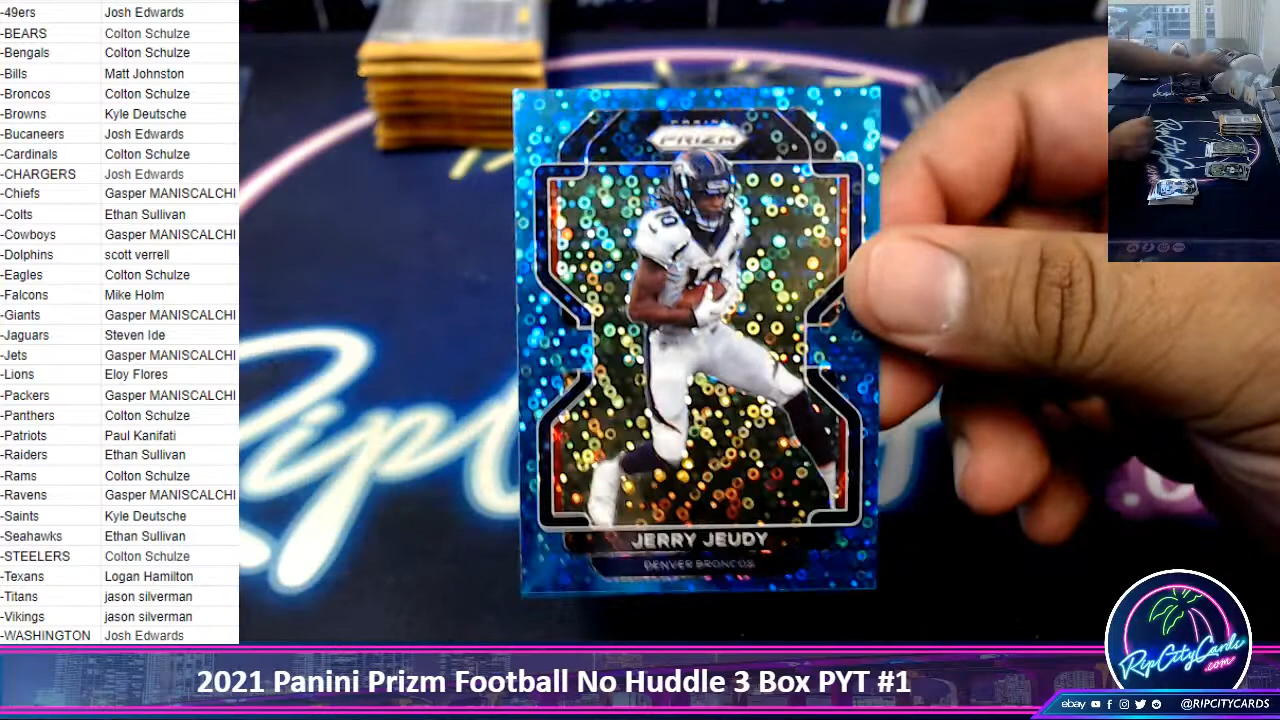 -49ers Josh Edwards
-BEARS Colton Schulze
-Bengals Colton Schulze
-Bills Matt Johnston
-Broncos Colton Schulze
-Browns Kyle Deutsche
-Bucaneers Josh Edwards
-Cardinals Colton Schulze
-CHARGERS Josh Edwards
-Chiefs Gasper MANISCALCHI
-Colts Ethan Sullivan
-Cowboys Gasper MANISCALCHI
-Dolphins scott verrell
-Eagles Colton Schulze
-Falcons Mike Holm
-Giants Gasper MANISCALCHI
-Jaguars Steven Ide
-Jets Gasper MANISCALCHI
-Lions Eloy Flores
-Packers Gasper MANISCALCHI
-Panthers Colton Schulze
-Patriots Paul Kanifati
-Raiders Ethan Sullivan
-Rams Colton Schulze
-Ravens Gasper MANISCALCHI
-Saints Kyle Deutsche
-Seahawks Ethan Sullivan
-STEELERS Colton Schulze
-Texans Logan Hamilton
-Titans jason silverman
-Vikings jason silverman
-WASHINGTON Josh Edwards
PANINI
PRIZM
10
JERRY JEUDY
DENVER BRONCOS
Rip
2021 Panini Prizm Football No Huddle 3 Box PYT #1
RipCityCards
.com
ebay @RIPCITYCARDS